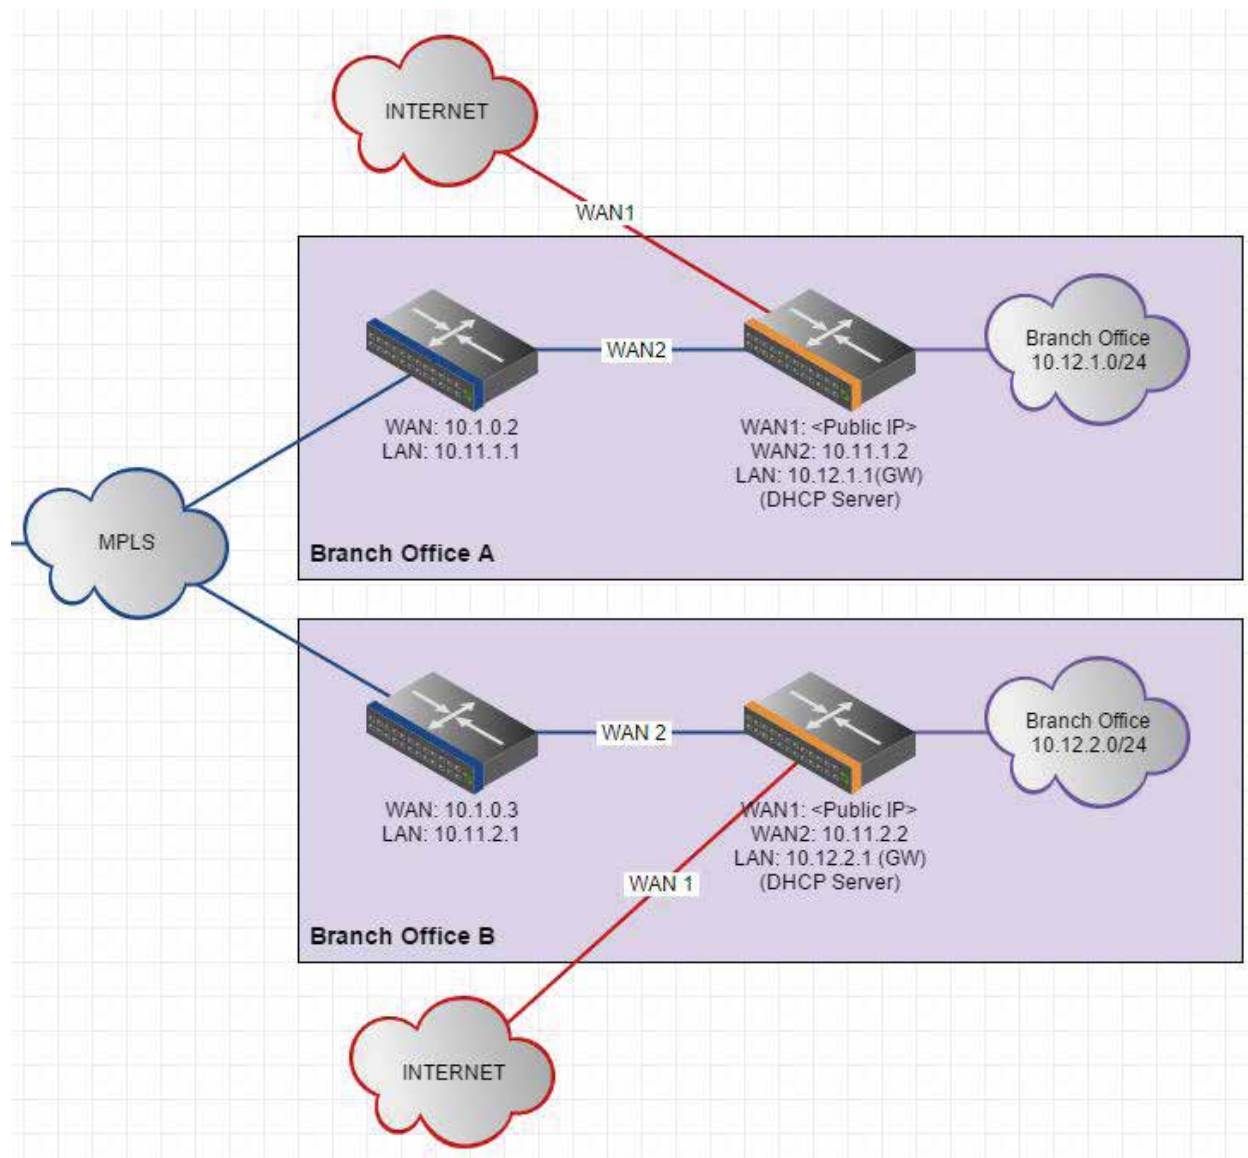 INTERNET
WAN1
WAN2
Branch Office
10.12.1.0/24
WAN: 10.1.0.2
LAN: 10.11.1.1
WAN1: <Public IP>
WAN2: 10.11.1.2
LAN: 10.12.1.1(GW)
(DHCP Server)
MPLS
Branch Office A
WAN 2
Branch Office
10.12.2.0/24
WAN: 10.1.0.3
LAN: 10.11.2.1
WAN1: <Public IP>
WAN2: 10.11.2.2
LAN: 10.12.2.1 (GW)
(DHCP Server)
WAN 1
Branch Office B
INTERNET